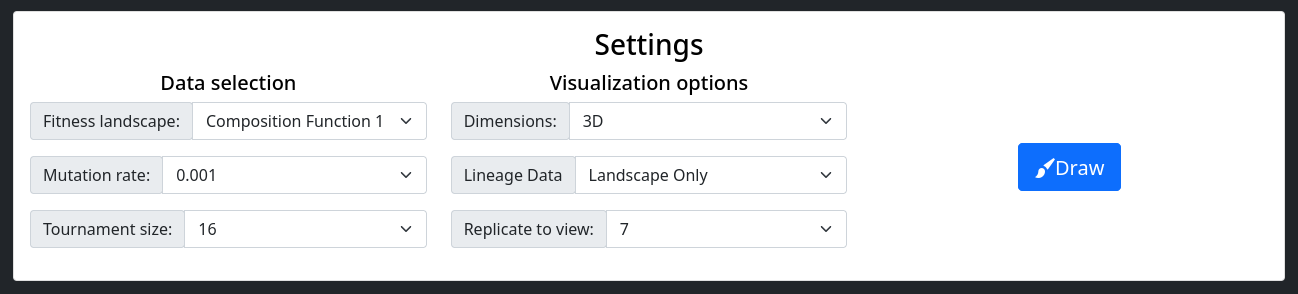 Settings
Data selection
Fitness landscape: Composition Function 1
Mutation rate: 0.001
Tournament size: 16
Visualization options
Dimensions: 3D
Lineage Data Landscape Only
Replicate to view: 7
Draw